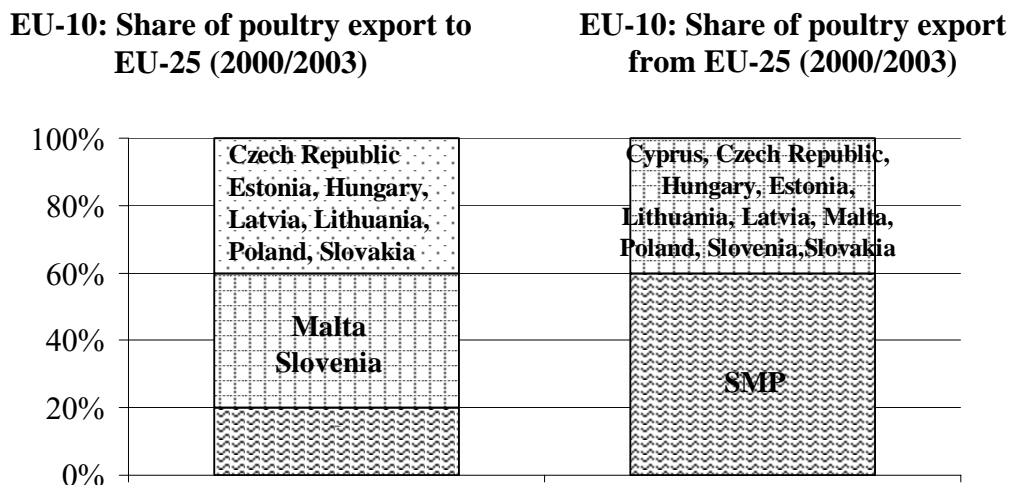 EU-10: Share of poultry export to
EU-25 (2000/2003)
EU-10: Share of poultry export
from EU-25 (2000/2003)
100%
80%
60%
40%
20%
0%
Czech Republic
Estonia, Hungary,
Latvia, Lithuania,
Poland, Slovakia
Malta
Slovenia
Cyprus, Czech Republic,
Hungary, Estonia,
Lithuania, Latvia, Malta,
Poland, Slovenia,Slovakia
SMP